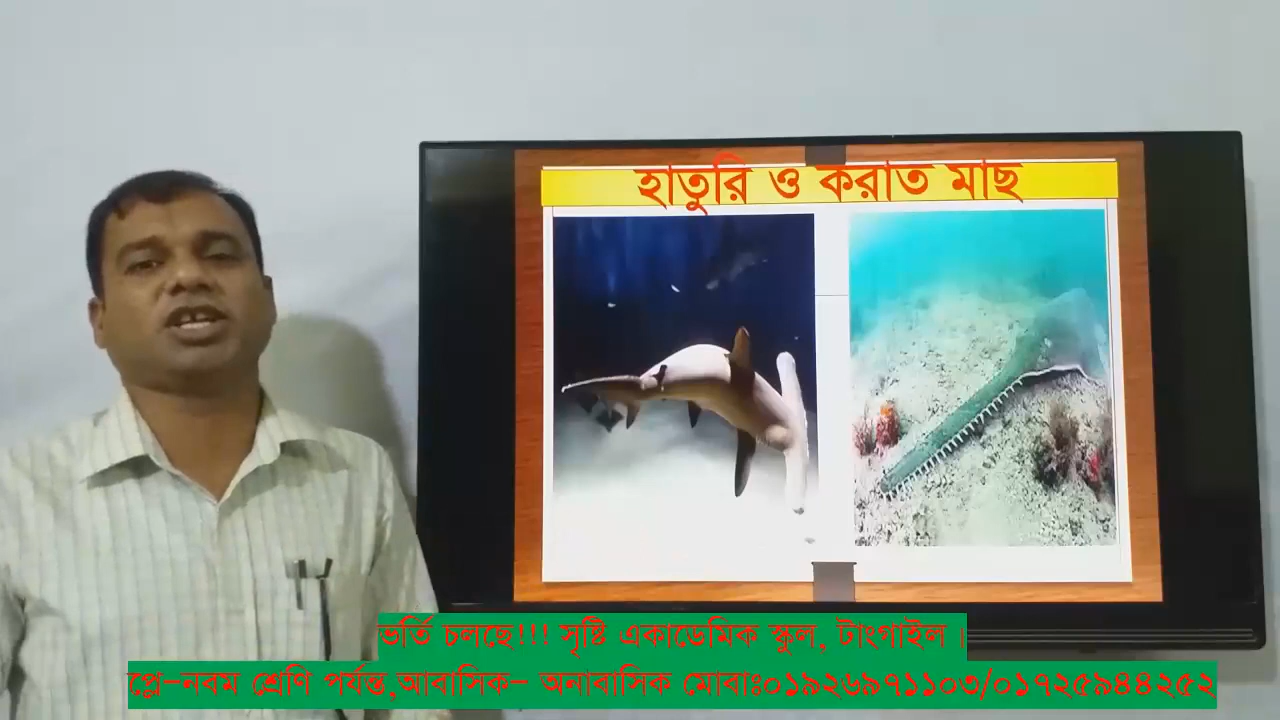 হাতুরি ও করাত মাছ
ভর্তি চলছে!!! সৃষ্টি একাডেমিক স্কুল, টাংগাইল।
প্লে-নবম শ্রেণি পর্যন্ত,আবাসিক- অনাবাসিক মোবাঃ০১৯২৬৯৭১১০৩/০১৭২৫৯৪৪২৫২